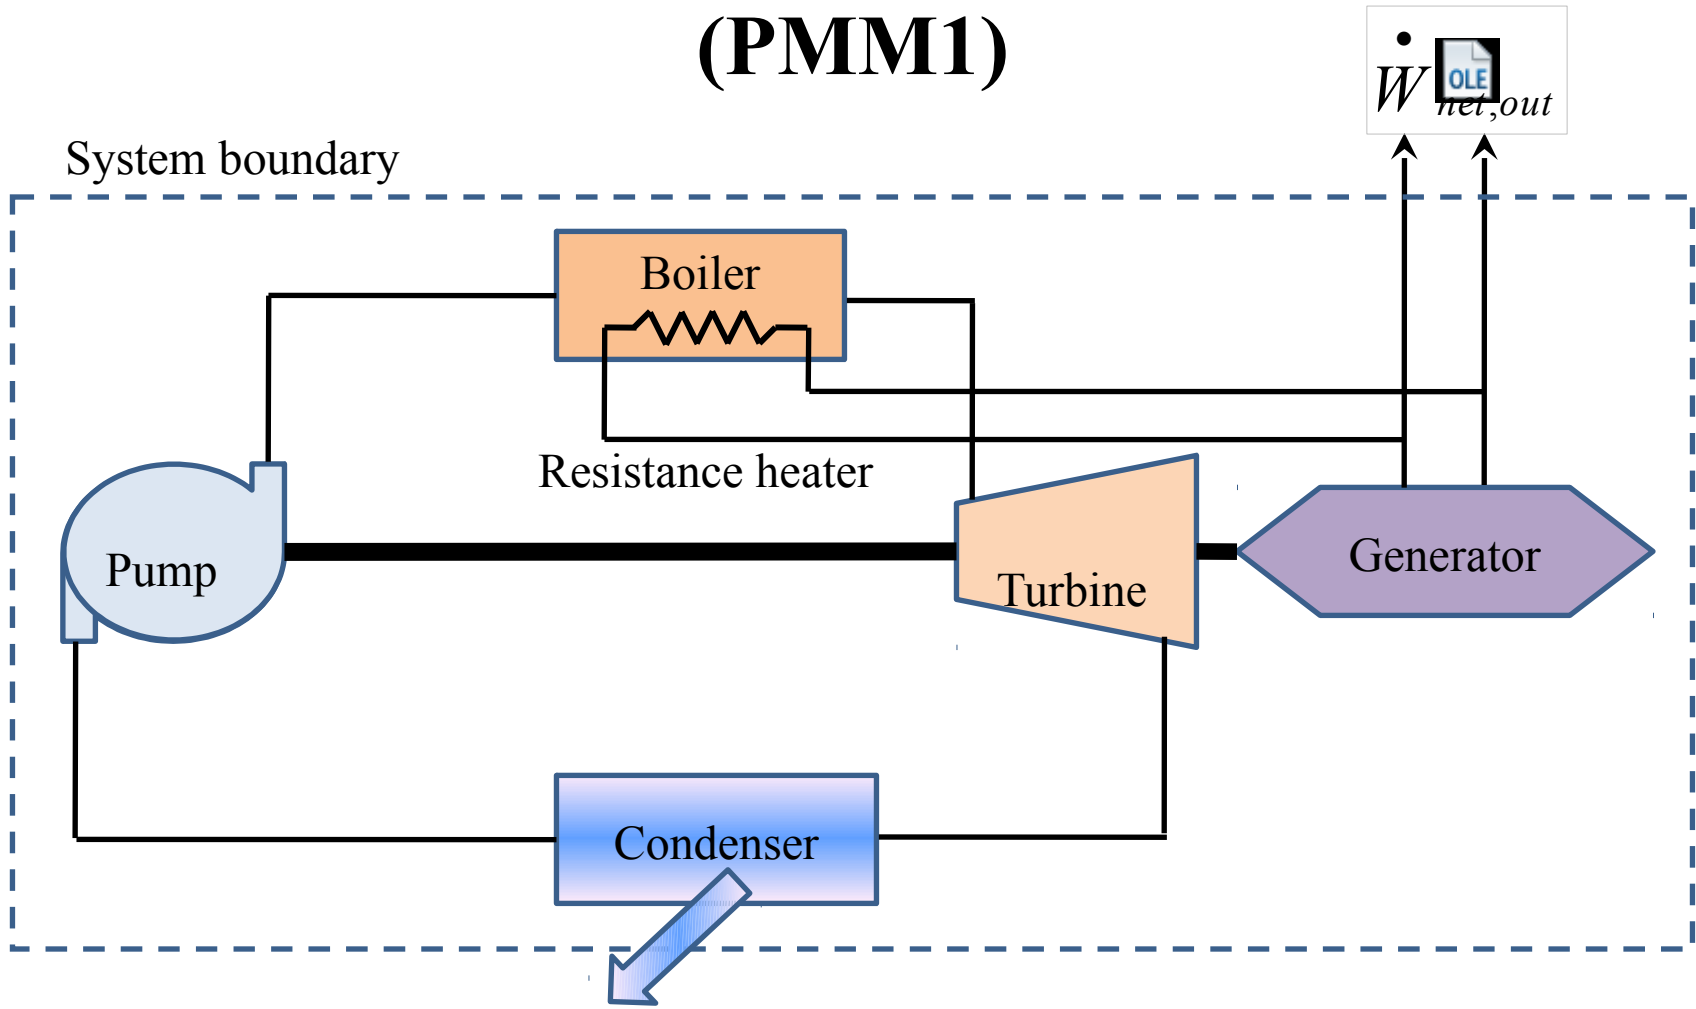 (PMM1)
Ẇ net,out
OLE
System boundary
Boiler
Resistance heater
Pump
Turbine
Generator
Condenser